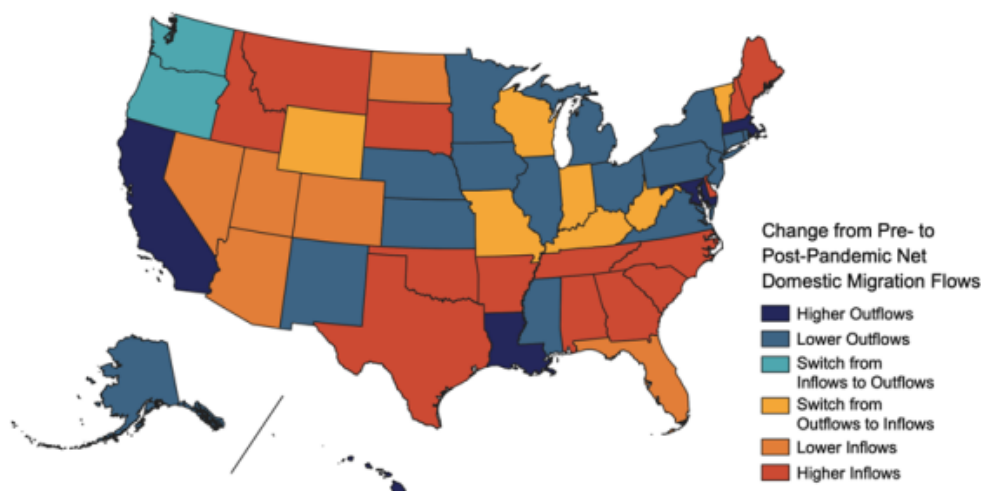 Change from Pre- to
Post-Pandemic Net
Domestic Migration Flows
Higher Outflows
Lower Outflows
Switch from
Inflows to Outflows
Switch from
Outflows to Inflows
Lower Inflows
Higher Inflows